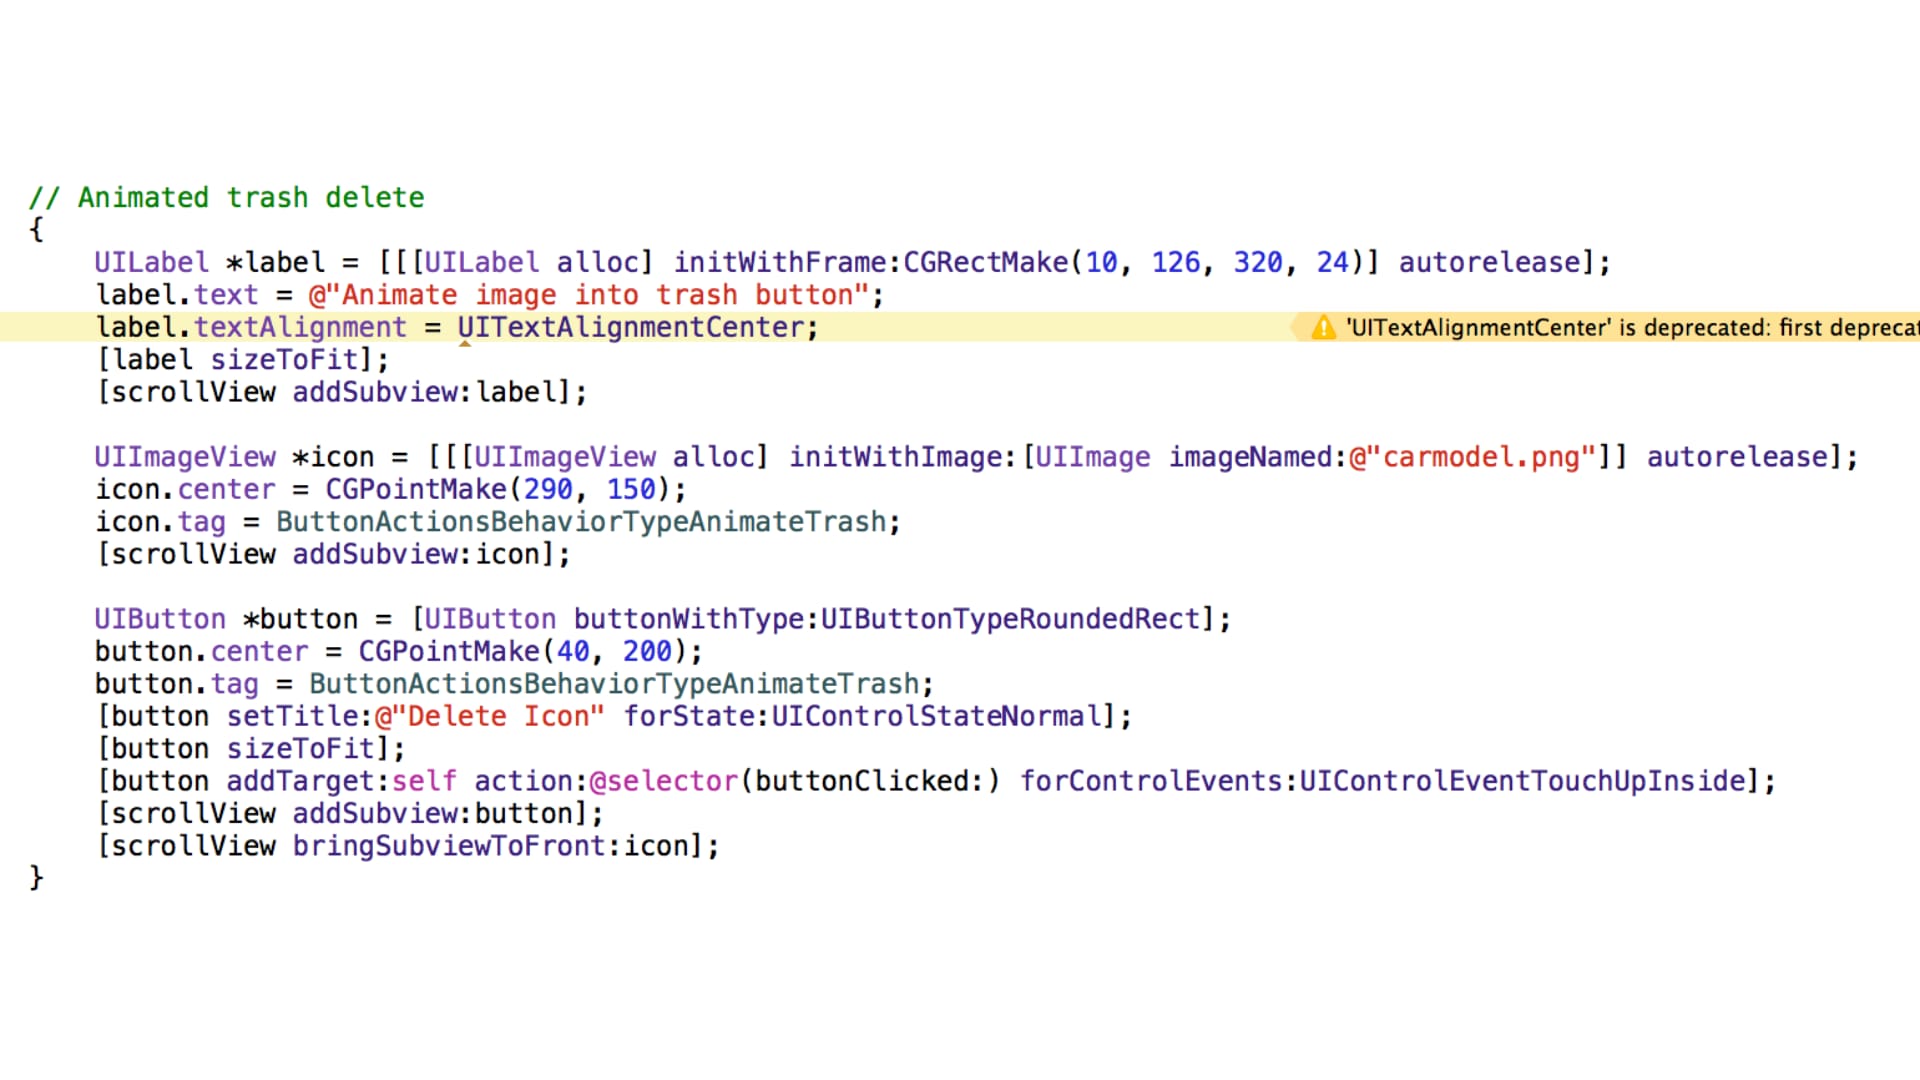 // Animated trash delete
{
UILabel *label = [[[UILabel alloc] initWithFrame:CGRectMake(10, 126, 320, 24)] autorelease];
label.text = @"Animate image into trash button";
label.textAlignment = UITextAlignmentCenter; 'UITextAlignmentCenter' is deprecated: first deprecat
[label sizeToFit];
[scrollView addSubview:label];
UIImageView *icon = [[[UIImageView alloc] initWithImage:[UIImage imageNamed:@"carmodel.png"]] autorelease];
icon.center = CGPointMake(290, 150);
icon.tag = ButtonActionsBehaviorTypeAnimateTrash;
[scrollView addSubview:icon];
UIButton *button = [UIButton buttonWithType:UIButtonTypeRoundedRect];
button.center = CGPointMake(40, 200);
button.tag = ButtonActionsBehaviorTypeAnimateTrash;
[button setTitle:@"Delete Icon" forState:UIControlStateNormal];
[button sizeToFit];
[button addTarget:self action:@selector(buttonClicked:) forControlEvents:UIControlEventTouchUpInside];
[scrollView addSubview:button];
[scrollView bringSubviewToFront:icon];
}